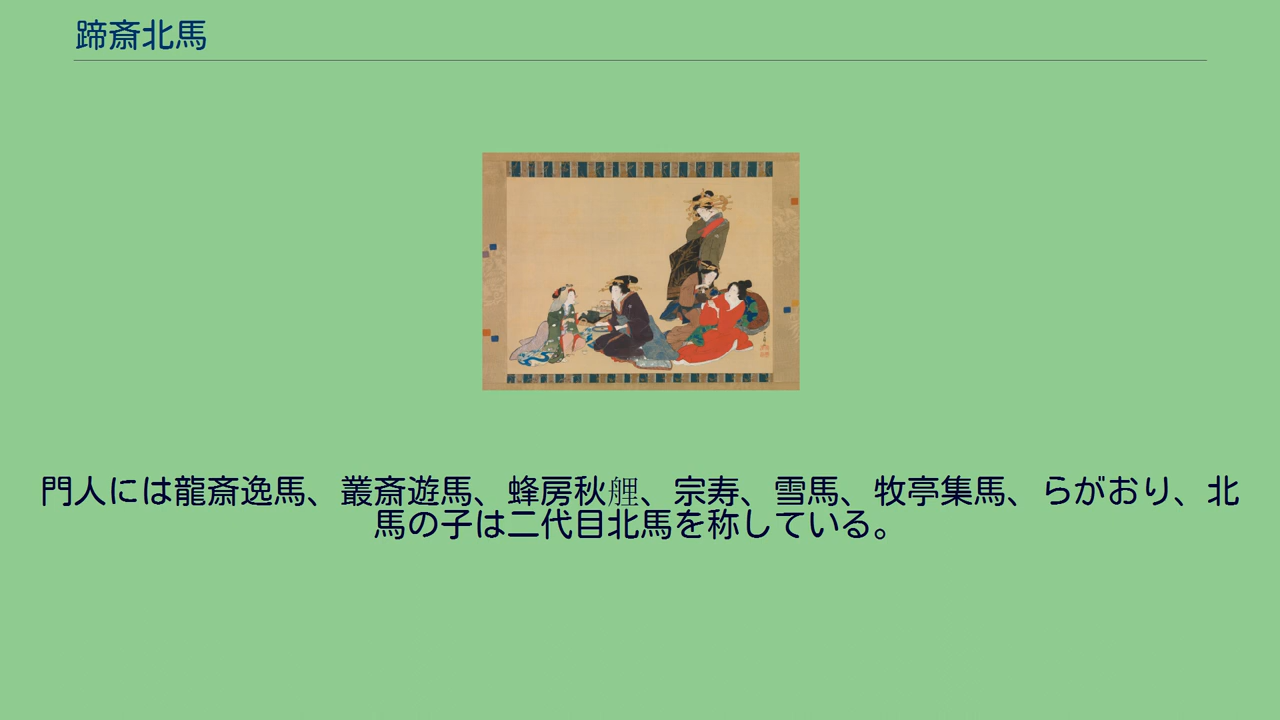 蹄斎北馬
門人には龍斎逸馬、叢斎遊馬、蜂房秋艃、宗寿、雪馬、牧亭集馬、らがおり、北
馬の子は二代目北馬を称している。